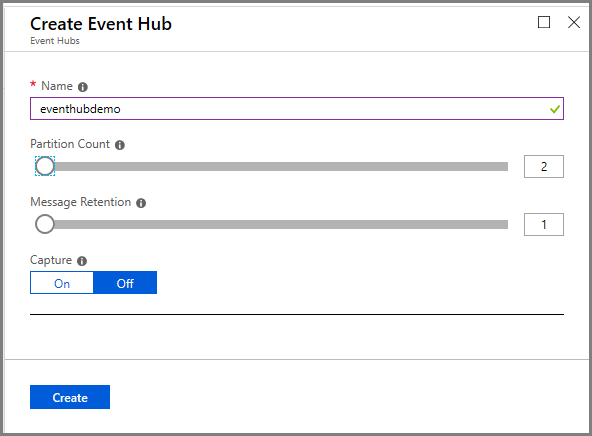 Create Event Hub
Event Hubs
* Name
eventhubdemo
Partition Count
2
Message Retention
1
Capture
On Off
Create